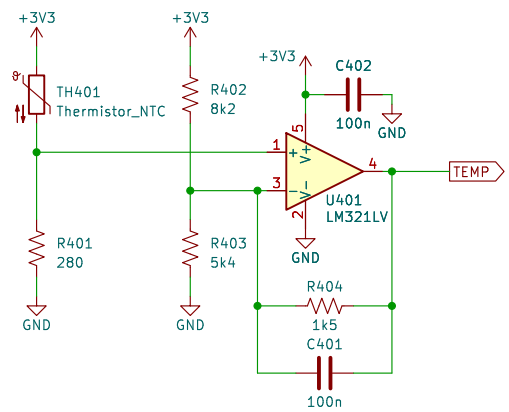 +3V3
+3V3
+3V3
C402
100n
GND
ϑ
TH401
Thermistor_NTC
R402
8k2
1
+
5
V+
4
TEMP
3
-
V-
2
U401
LM321LV
GND
R401
280
R403
5k4
GND
GND
R404
1k5
C401
100n